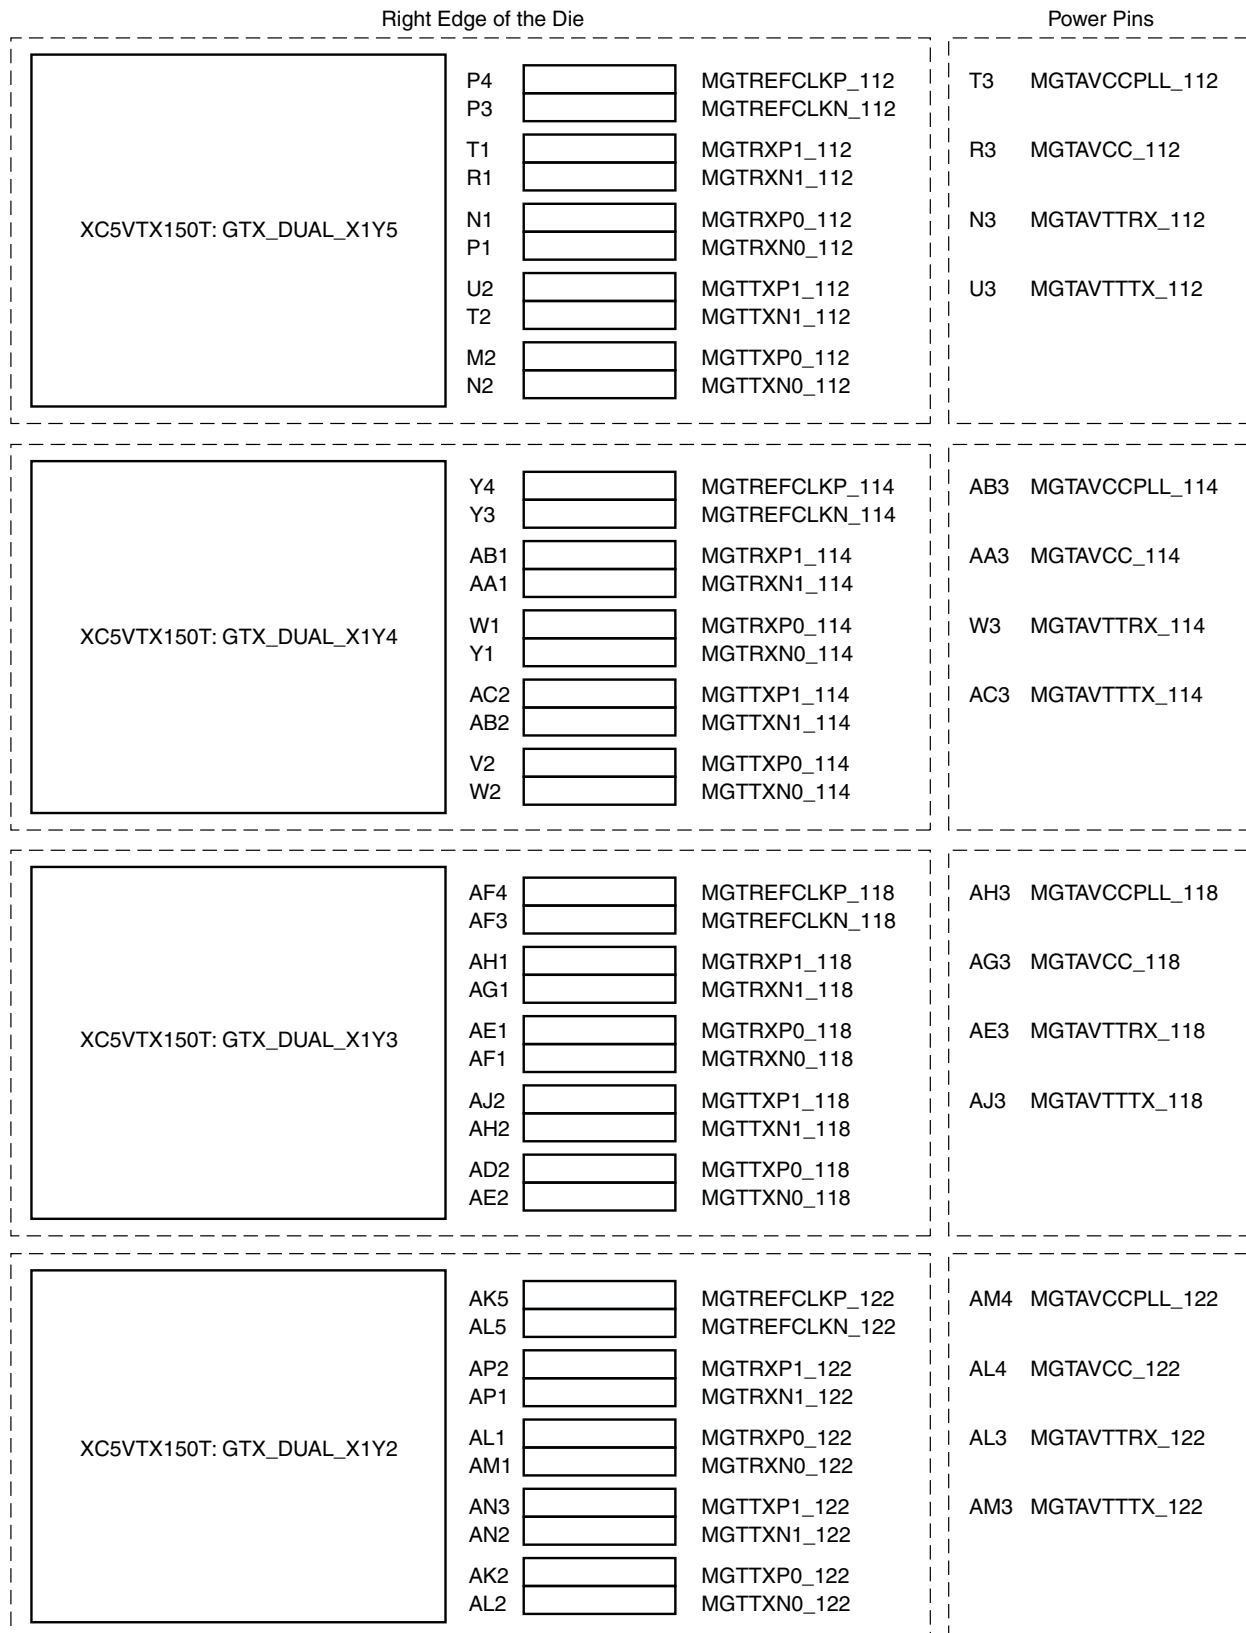 Right Edge of the Die Power Pins
P4 MGTREFCLKP_112 T3 MGTAVCCPLL_112
P3 MGTREFCLKN_112
T1 MGTRXP1_112 R3 MGTAVCC_112
R1 MGTRXN1_112
N1 MGTRXP0_112 N3 MGTAVTTRX_112
XC5VTX150T: GTX_DUAL_X1Y5
P1 MGTRXN0_112
U2 MGTTXP1_112 U3 MGTAVTTTX_112
T2 MGTTXN1_112
M2 MGTTXP0_112
N2 MGTTXN0_112
Y4 MGTREFCLKP_114 AB3 MGTAVCCPLL_114
Y3 MGTREFCLKN_114
AB1 MGTRXP1_114 AA3 MGTAVCC_114
AA1 MGTRXN1_114
W1 MGTRXP0_114 W3 MGTAVTTRX_114
XC5VTX150T: GTX_DUAL_X1Y4
Y1 MGTRXN0_114
AC2 MGTTXP1_114 AC3 MGTAVTTTX_114
AB2 MGTTXN1_114
V2 MGTTXP0_114
W2 MGTTXN0_114
AF4 MGTREFCLKP_118 AH3 MGTAVCCPLL_118
AF3 MGTREFCLKN_118
AH1 MGTRXP1_118 AG3 MGTAVCC_118
AG1 MGTRXN1_118
AE1 MGTRXP0_118 AE3 MGTAVTTRX_118
XC5VTX150T: GTX_DUAL_X1Y3
AF1 MGTRXN0_118
AJ2 MGTTXP1_118 AJ3 MGTAVTTTX_118
AH2 MGTTXN1_118
AD2 MGTTXP0_118
AE2 MGTTXN0_118
AK5 MGTREFCLKP_122 AM4 MGTAVCCPLL_122
AL5 MGTREFCLKN_122
AP2 MGTRXP1_122 AL4 MGTAVCC_122
AP1 MGTRXN1_122
AL1 MGTRXP0_122 AL3 MGTAVTTRX_122
XC5VTX150T: GTX_DUAL_X1Y2
AM1 MGTRXN0_122
AN3 MGTTXP1_122 AM3 MGTAVTTTX_122
AN2 MGTTXN1_122
AK2 MGTTXP0_122
AL2 MGTTXN0_122